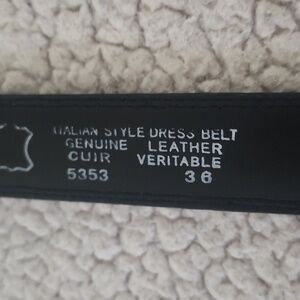 ITALIAN STYLE DRESS BELT
GENUINE LEATHER
CUIR VERITABLE
5353 36